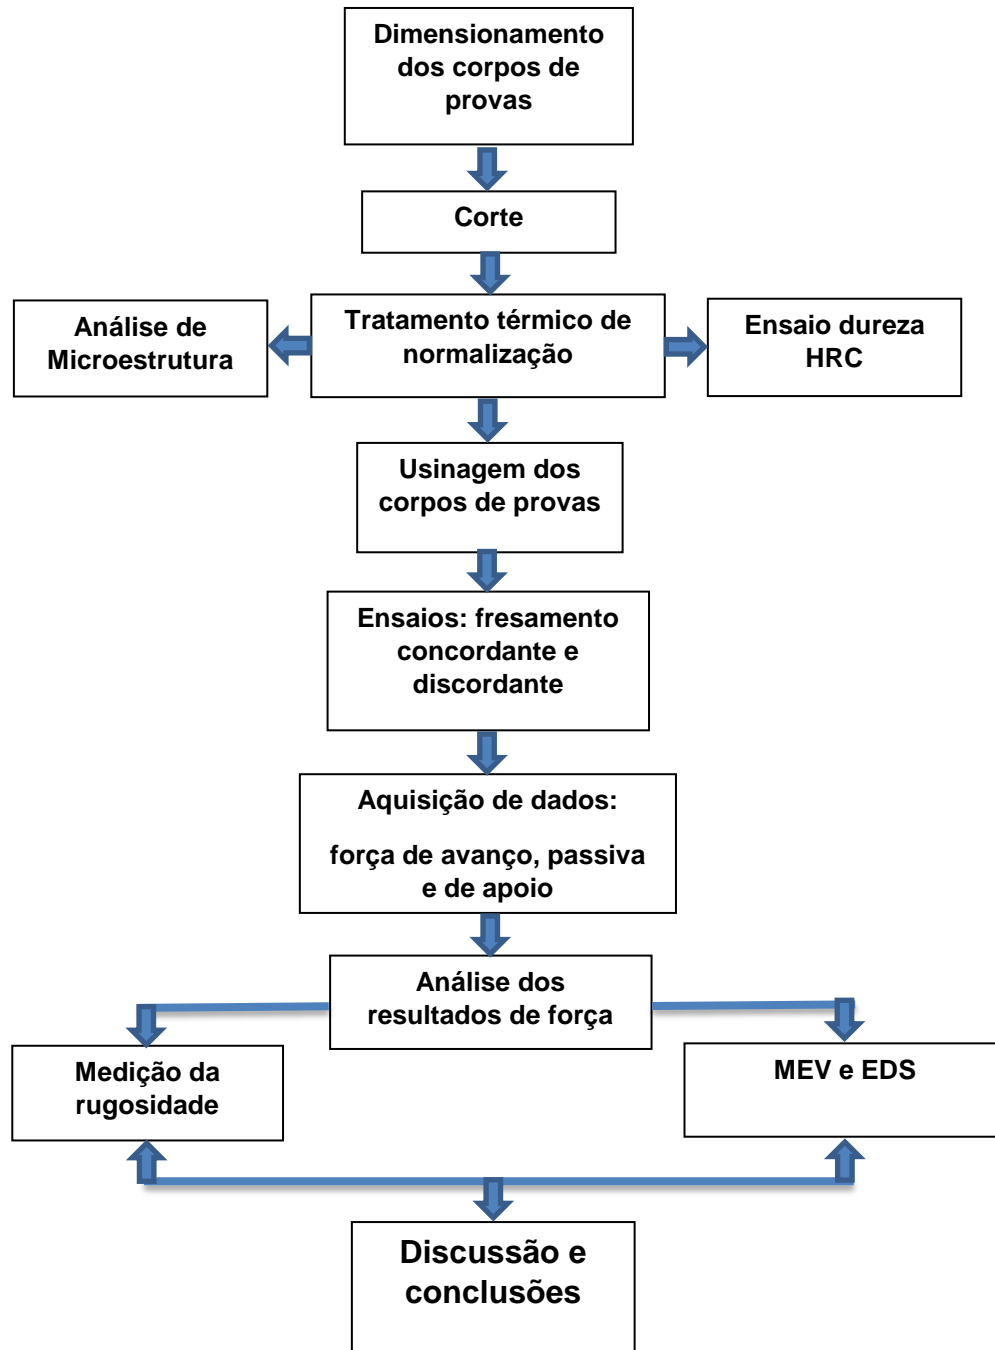 Dimensionamento
dos corpos de
provas
Corte
Análise de
Microestrutura
Tratamento térmico de
normalização
Ensaio dureza
HRC
Usinagem dos
corpos de provas
Ensaios: fresamento
concordante e
discordante
Aquisição de dados:
força de avanço, passiva
e de apoio
Análise dos
resultados de força
Medição da
rugosidade
MEV e EDS
Discussão e
conclusões